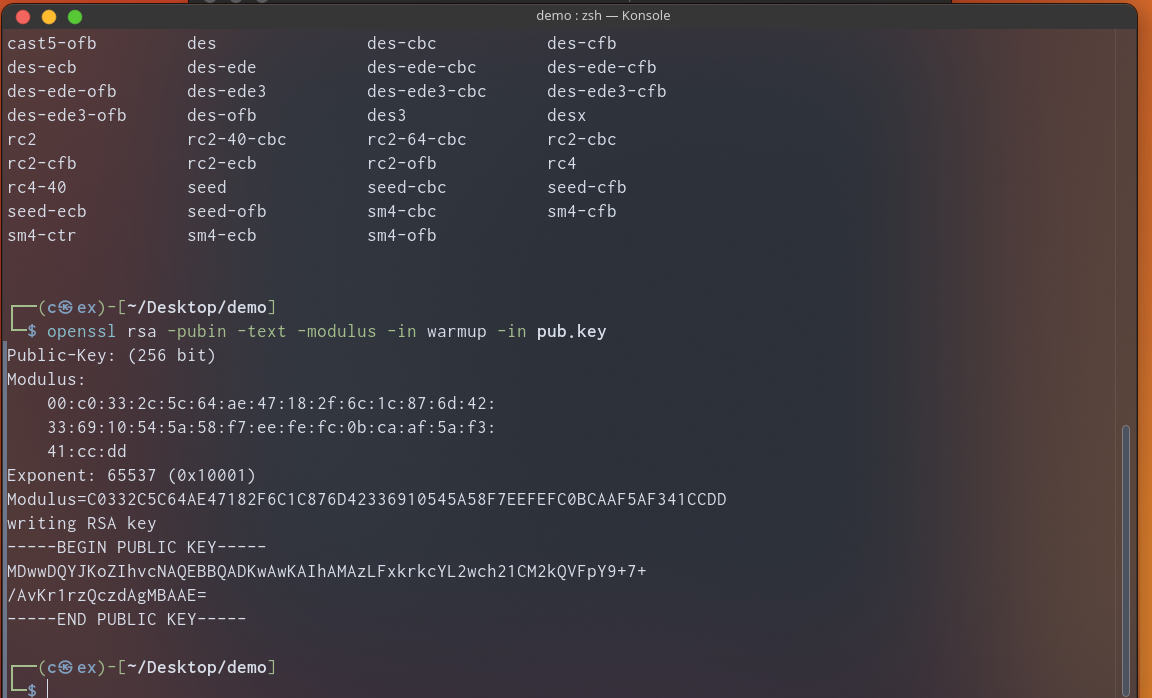 demo : zsh — Konsole
cast5-ofb des des-cbc des-cfb
des-ecb des-ede des-ede-cbc des-ede-cfb
des-ede-ofb des-ede3 des-ede3-cbc des-ede3-cfb
des-ede3-ofb des-ofb des3 desx
rc2 rc2-40-cbc rc2-64-cbc rc2-cbc
rc2-cfb rc2-ecb rc2-ofb rc4
rc4-40 seed seed-cbc seed-cfb
seed-ecb seed-ofb sm4-cbc sm4-cfb
sm4-ctr sm4-ecb sm4-ofb
┌──(c㉿ex)-[~/Desktop/demo]
└─$ openssl rsa -pubin -text -modulus -in warmup -in pub.key
Public-Key: (256 bit)
Modulus:
00:c0:33:2c:5c:64:ae:47:18:2f:6c:1c:87:6d:42:
33:69:10:54:5a:58:f7:ee:fe:fc:0b:ca:af:5a:f3:
41:cc:dd
Exponent: 65537 (0x10001)
Modulus=C0332C5C64AE47182F6C1C876D42336910545A58F7EEFEFC0BCAAF5AF341CCDD
writing RSA key
-----BEGIN PUBLIC KEY-----
MDwwDQYJKoZIhvcNAQEBBQADKwAwKAIhAMAzLFxkrkcYL2wch21CM2kQVFpY9+7+
/AvKr1rzQczdAgMBAAE=
-----END PUBLIC KEY-----
┌──(c㉿ex)-[~/Desktop/demo]
└─$